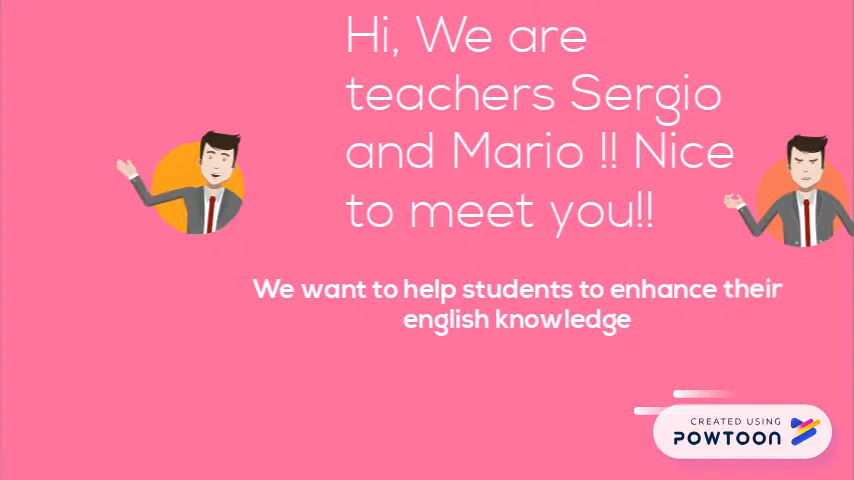 Hi, We are
teachers Sergio
and Mario !! Nice
to meet you!!
We want to help students to enhance their
english knowledge
CREATED USING
POWTOON